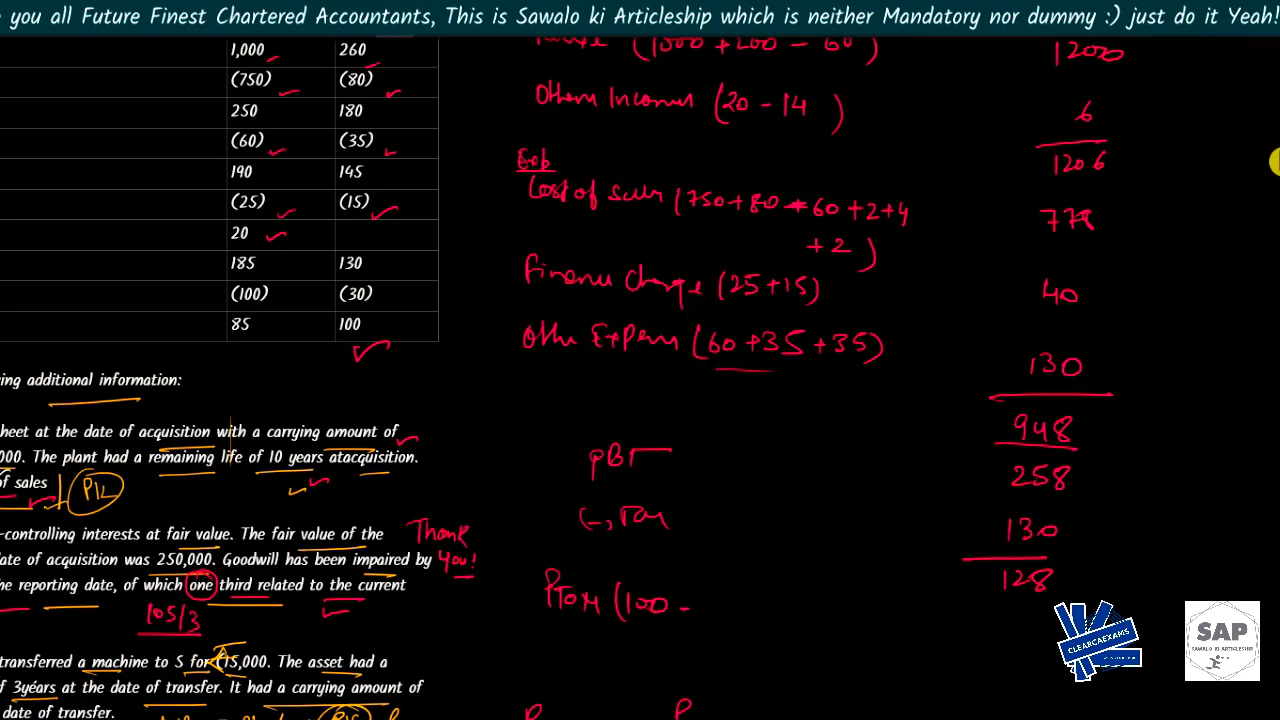 e you all Future Finest Chartered Accountants, This is Sawalo ki Articleship which is neither Mandatory nor dummy :) just do it Yeah!
1,000 260
(750) (80)
250 180
(60) (35)
190 145
(25) (15)
20
185 130
(100) (30)
85 100
ing additional information:
heet at the date of acquisition with a carrying amount of
000. The plant had a remaining life of 10 years atacquisition.
of sales
-controlling interests at fair value. The fair value of the
ate of acquisition was 250,000. Goodwill has been impaired by
he reporting date, of which one third related to the current
105/3
Thank
you!
transferred a machine to S for 15,000. The asset had a
f 3years at the date of transfer. It had a carrying amount of
date of transfer.
(1000 + 200 - 60) 1200
Others Income (20 - 14) 6
1206
Exp
Cost of Sales (750+80 - 60 + 2+4
+ 2) 778
Finance Charge (25+15) 40
Othe Expens (60+35+35) 130
948
PBT 258
(-) Tax 130
128
(100 -
P P
CLEARCAEXAMS
SAP
SAWALO KI ARTICLESHIP